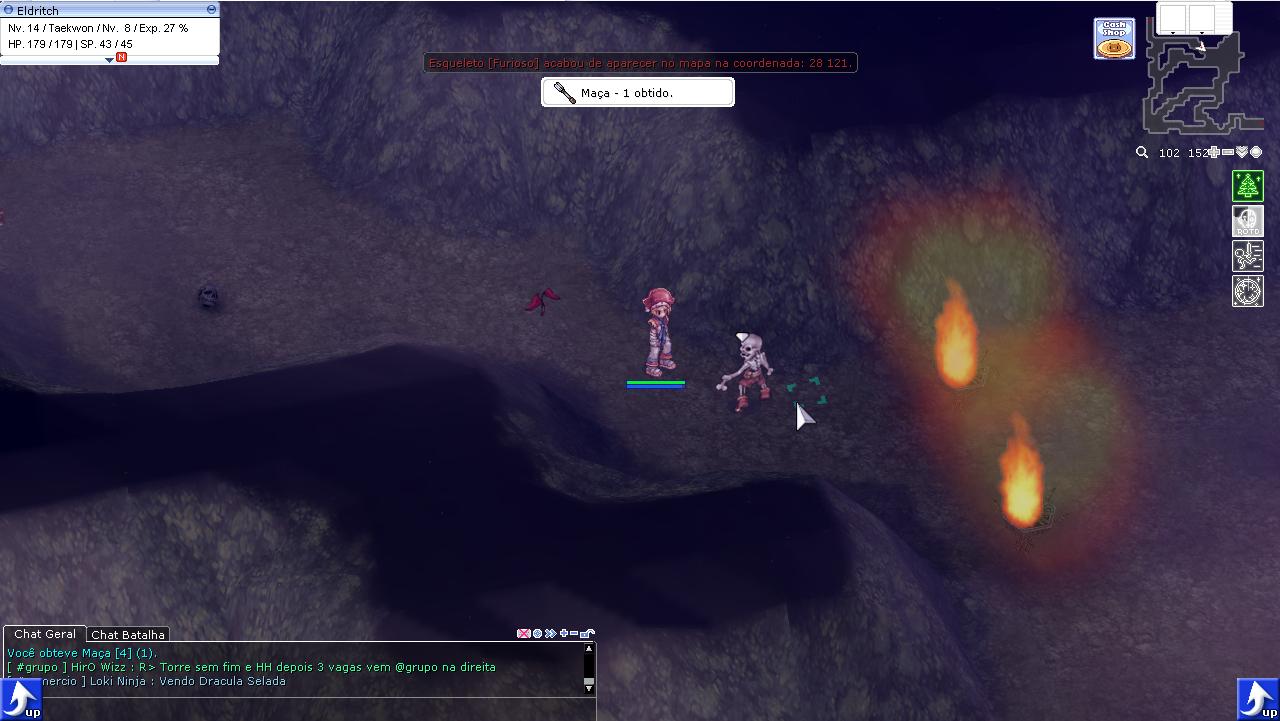 Eldritch
Nv. 14 / Taekwon / Nv. 8 / Exp. 27 %
HP. 179 / 179 | SP. 43 / 45
N
Cash Shop
Esqueleto [Furioso] acabou de aparecer no mapa na coordenada: 28 121.
Maça - 1 obtido.
102 152
ROTD
Chat Geral
Chat Batalha
Você obteve Maça [4] (1).
[ #grupo ] HirO Wizz : R> Torre sem fim e HH depois 3 vagas vem @grupo na direita
mercio ] Loki Ninja : Vendo Dracula Selada
up
up